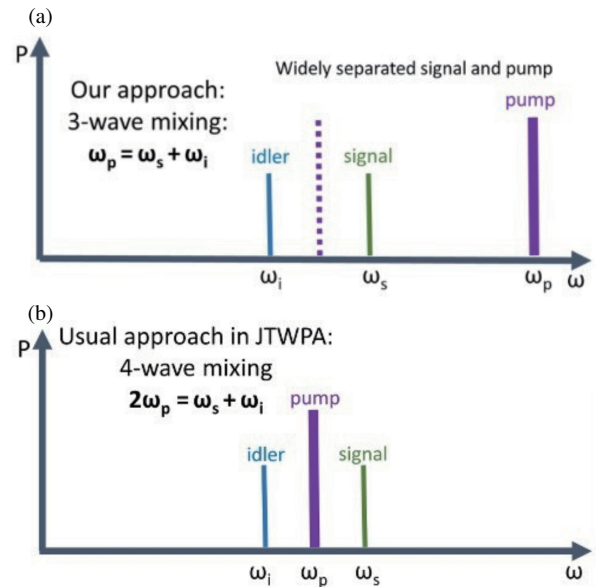 (a)
P
Our approach:
3-wave mixing:
ωp = ωs + ωi
Widely separated signal and pump
pump
idler
signal
ωi
ωs
ωp
ω
(b)
P
Usual approach in JTWPA:
4-wave mixing
2ωp = ωs + ωi
pump
idler
signal
ωi
ωp
ωs
ω